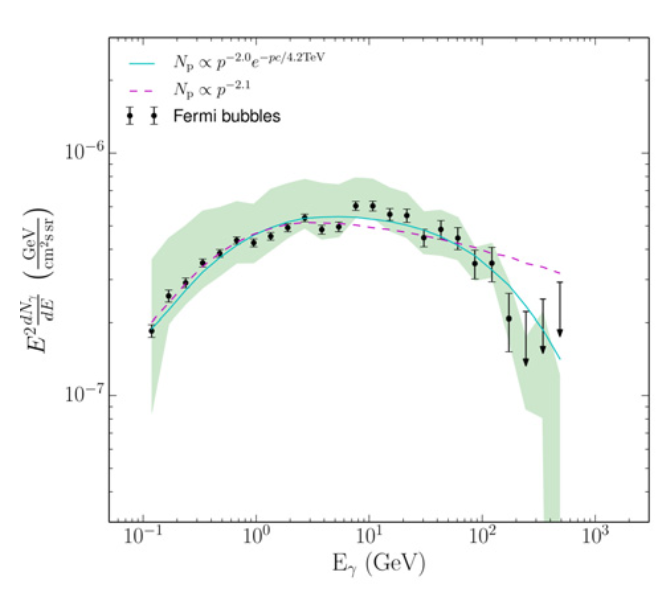 N_p ∝ p^{−2.0}e^{−pc/4.2TeV}
N_p ∝ p^{−2.1}
Fermi bubbles
10^{−6}
10^{−7}
E^2 dN_γ/dE (GeV/cm^2 s sr)
10^{−1} 10^0 10^1 10^2 10^3
E_γ (GeV)